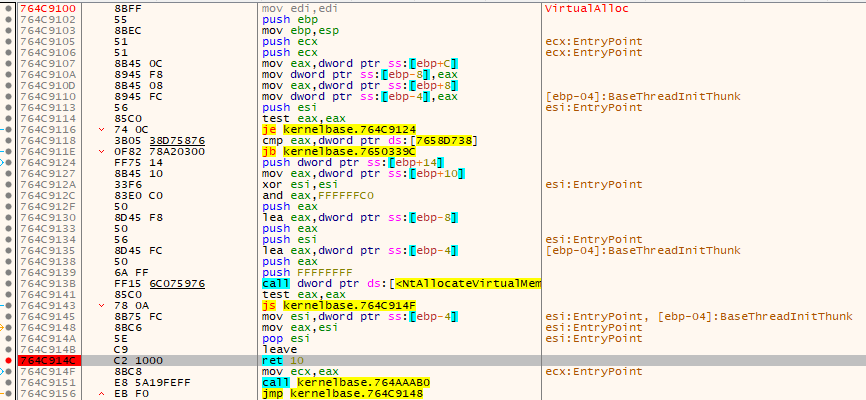 764C9100 8BFF mov edi,edi VirtualAlloc
764C9102 55 push ebp
764C9103 8BEC mov ebp,esp
764C9105 51 push ecx ecx:EntryPoint
764C9106 51 push ecx ecx:EntryPoint
764C9107 8B45 0C mov eax,dword ptr ss:[ebp+C]
764C910A 8945 F8 mov dword ptr ss:[ebp-8],eax
764C910D 8B45 08 mov eax,dword ptr ss:[ebp+8]
764C9110 8945 FC mov dword ptr ss:[ebp-4],eax [ebp-04]:BaseThreadInitThunk
764C9113 56 push esi esi:EntryPoint
764C9114 85C0 test eax,eax
764C9116 74 0C je kernelbase.764C9124
764C9118 3B05 38D75876 cmp eax,dword ptr ds:[7658D738]
764C911E 0F82 78A20300 jb kernelbase.7650339C
764C9124 FF75 14 push dword ptr ss:[ebp+14]
764C9127 8B45 10 mov eax,dword ptr ss:[ebp+10]
764C912A 33F6 xor esi,esi esi:EntryPoint
764C912C 83E0 C0 and eax,FFFFFFC0
764C912F 50 push eax
764C9130 8D45 F8 lea eax,dword ptr ss:[ebp-8]
764C9133 50 push eax
764C9134 56 push esi esi:EntryPoint
764C9135 8D45 FC lea eax,dword ptr ss:[ebp-4] [ebp-04]:BaseThreadInitThunk
764C9138 50 push eax
764C9139 6A FF push FFFFFFFF
764C913B FF15 6C075976 call dword ptr ds:[<NtAllocateVirtualMem
764C9141 85C0 test eax,eax
764C9143 78 0A js kernelbase.764C914F
764C9145 8B75 FC mov esi,dword ptr ss:[ebp-4] esi:EntryPoint, [ebp-04]:BaseThreadInitThunk
764C9148 8BC6 mov eax,esi esi:EntryPoint
764C914A 5E pop esi esi:EntryPoint
764C914B C9 leave
764C914C C2 1000 ret 10
764C914F 8BC8 mov ecx,eax ecx:EntryPoint
764C9151 E8 5A19FEFF call kernelbase.764AAAB0
764C9156 EB F0 jmp kernelbase.764C9148